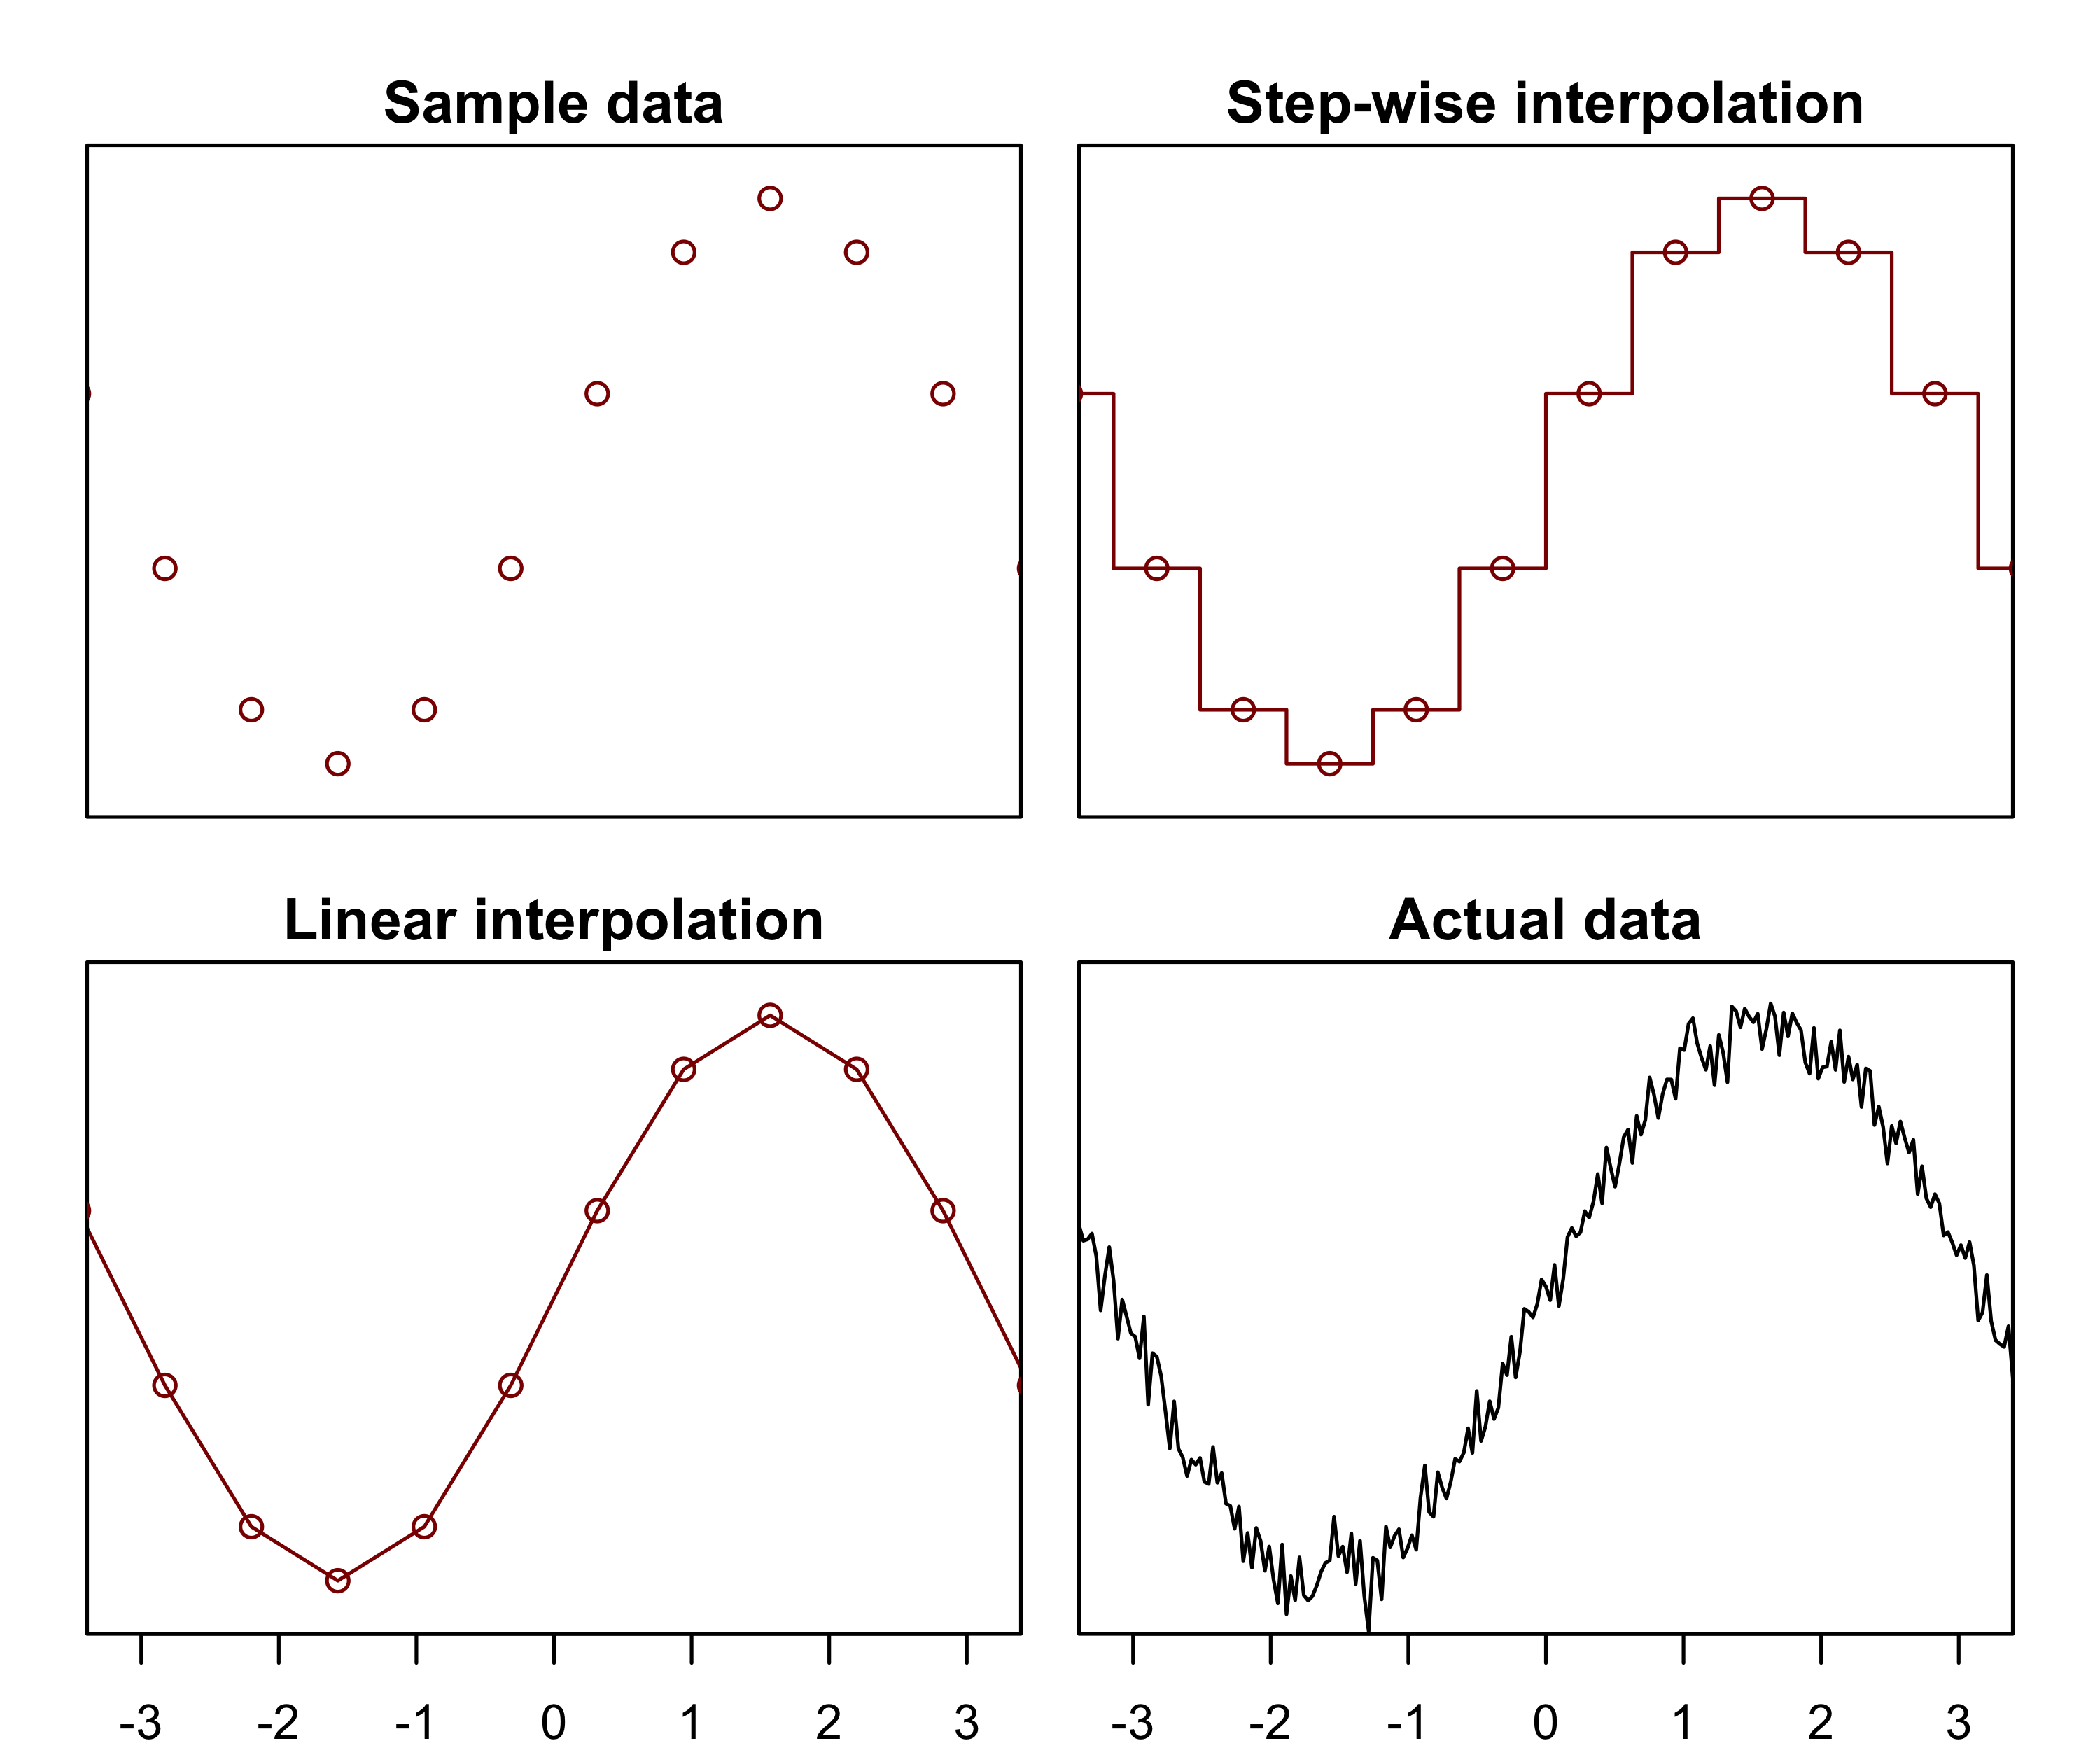 Sample data
Step-wise interpolation
Linear interpolation
Actual data
-3 -2 -1 0 1 2 3
-3 -2 -1 0 1 2 3